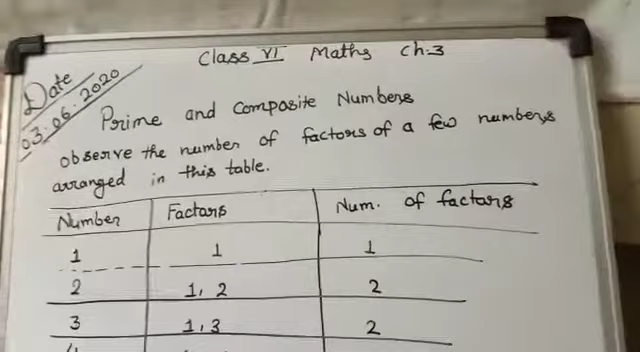 Class VI Maths Ch.3
Date
03.06.2020
Prime and Composite Numbers
observe the number of factors of a few numbers
arranged in this table.
Number Factors Num. of factors
1 1 1
2 1, 2 2
3 1, 3 2
4